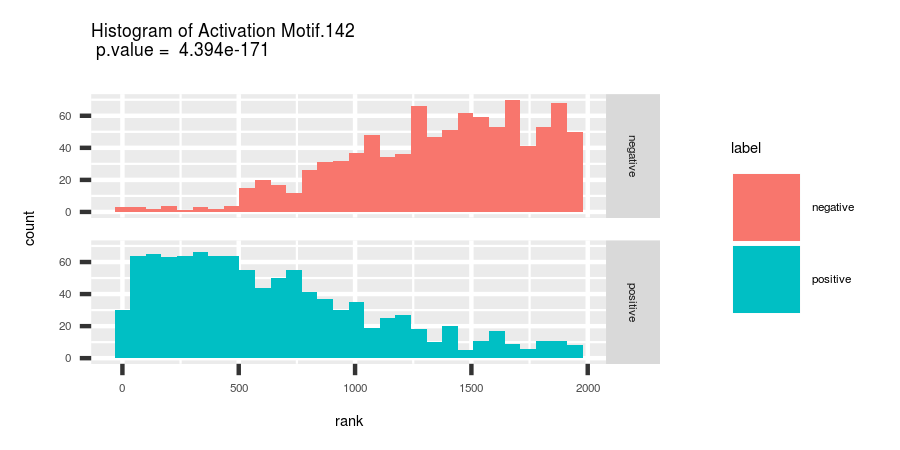 Histogram of Activation Motif.142
p.value = 4.394e-171
count
60
40
20
0
negative
60
40
20
0
positive
0 500 1000 1500 2000
rank
label
negative
positive